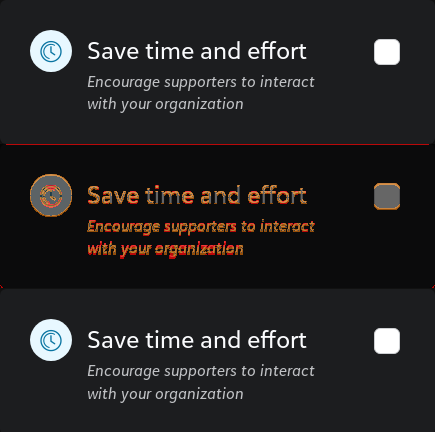 Save time and effort
Encourage supporters to interact
with your organization
Save time and effort
Encourage supporters to interact
with your organization
Save time and effort
Encourage supporters to interact
with your organization